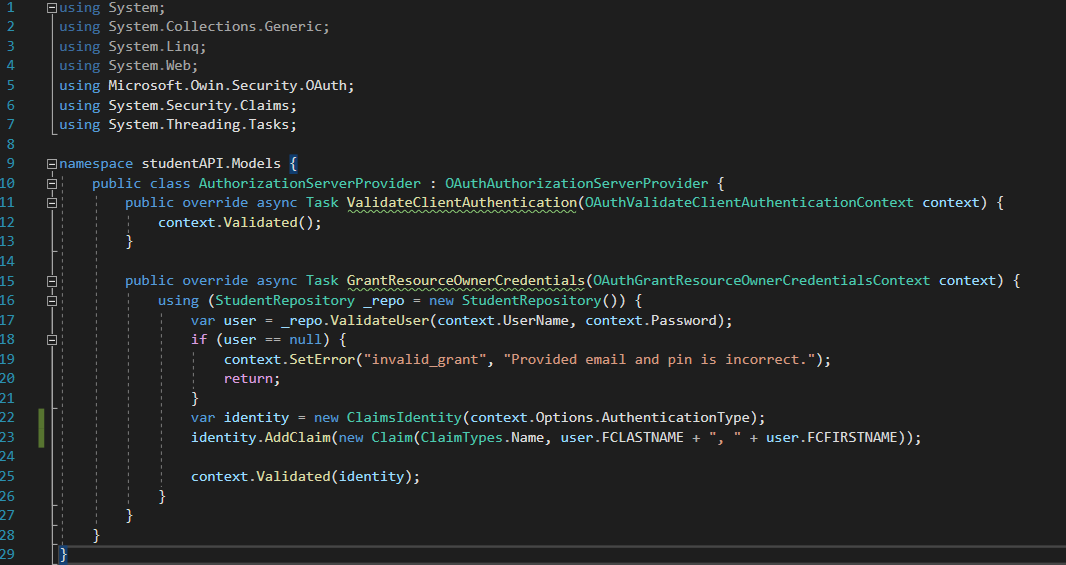 1 using System;
2 using System.Collections.Generic;
3 using System.Linq;
4 using System.Web;
5 using Microsoft.Owin.Security.OAuth;
6 using System.Security.Claims;
7 using System.Threading.Tasks;
8
9 namespace studentAPI.Models {
10 public class AuthorizationServerProvider : OAuthAuthorizationServerProvider {
11 public override async Task ValidateClientAuthentication(OAuthValidateClientAuthenticationContext context) {
12 context.Validated();
13 }
14
15 public override async Task GrantResourceOwnerCredentials(OAuthGrantResourceOwnerCredentialsContext context) {
16 using (StudentRepository _repo = new StudentRepository()) {
17 var user = _repo.ValidateUser(context.UserName, context.Password);
18 if (user == null) {
19 context.SetError("invalid_grant", "Provided email and pin is incorrect.");
20 return;
21 }
22 var identity = new ClaimsIdentity(context.Options.AuthenticationType);
23 identity.AddClaim(new Claim(ClaimTypes.Name, user.FCLASTNAME + ", " + user.FCFIRSTNAME));
24
25 context.Validated(identity);
26 }
27 }
28 }
29 }